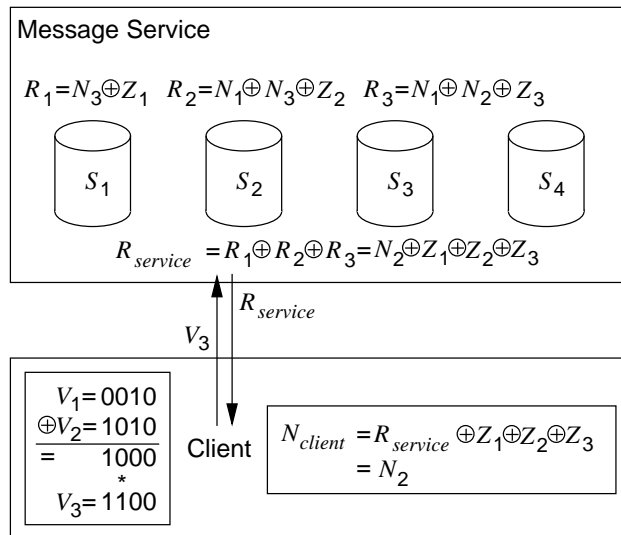 Message Service
R1=N3⊕Z1 R2=N1⊕N3⊕Z2 R3=N1⊕N2⊕Z3
S1 S2 S3 S4
Rservice =R1⊕R2⊕R3=N2⊕Z1⊕Z2⊕Z3
Rservice
V3
V1=0010
⊕V2=1010
= 1000
*
V3=1100
Client
Nclient =Rservice ⊕Z1⊕Z2⊕Z3
=N2